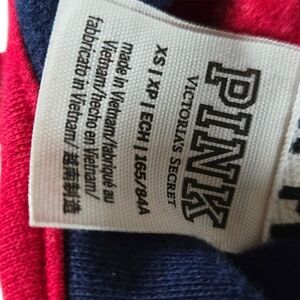 PINK
VICTORIA'S SECRET
XS | XP | ECH | 165/84A
made in Vietnam/fabriqué au
Vietnam/hecho en Vietnam/
fabbricato in Vietnam/越南制造